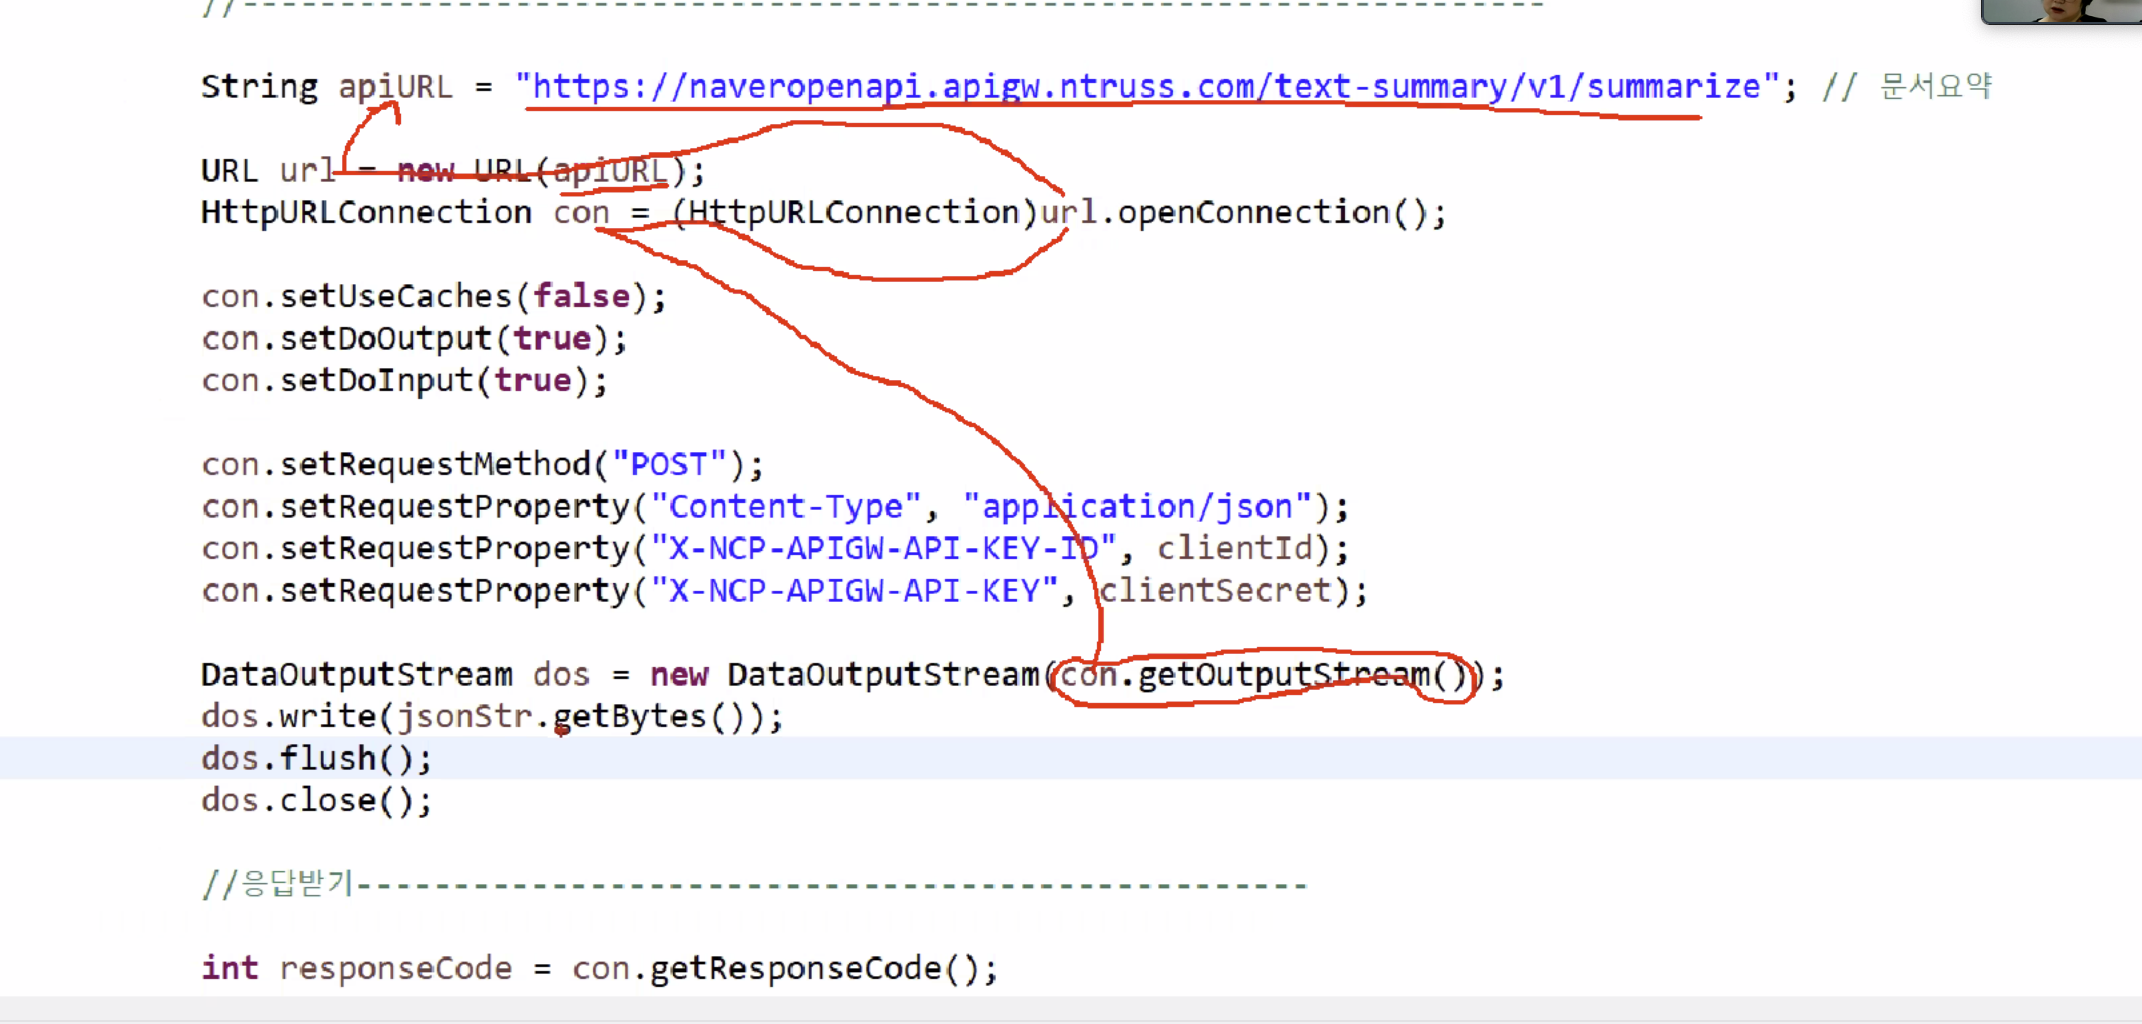 //-------------------------------------------------------------------
String apiURL = "https://naveropenapi.apigw.ntruss.com/text-summary/v1/summarize"; // 문서요약
URL url = new URL(apiURL);
HttpURLConnection con = (HttpURLConnection)url.openConnection();
con.setUseCaches(false);
con.setDoOutput(true);
con.setDoInput(true);
con.setRequestMethod("POST");
con.setRequestProperty("Content-Type", "application/json");
con.setRequestProperty("X-NCP-APIGW-API-KEY-ID", clientId);
con.setRequestProperty("X-NCP-APIGW-API-KEY", clientSecret);
DataOutputStream dos = new DataOutputStream(con.getOutputStream());
dos.write(jsonStr.getBytes());
dos.flush();
dos.close();
//응답받기-------------------------------------------------
int responseCode = con.getResponseCode();